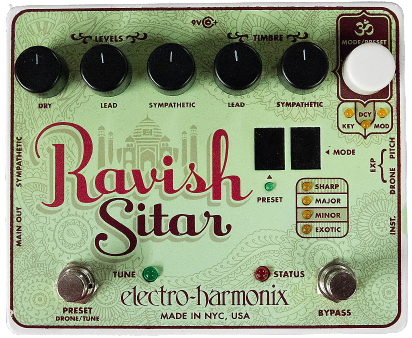 9V C +
LEVELS
TIMBRE
ॐ
MODE/PRESET
DRY
LEAD
SYMPATHETIC
LEAD
SYMPATHETIC
KEY
DCY
MOD
Ravish
Sitar
MODE
PRESET
SHARP
MAJOR
MINOR
EXOTIC
SYMPATHETIC
MAIN OUT
PITCH
EXP
DRONE
INST.
TUNE
STATUS
PRESET
DRONE/TUNE
electro-harmonix
MADE IN NYC, USA
BYPASS